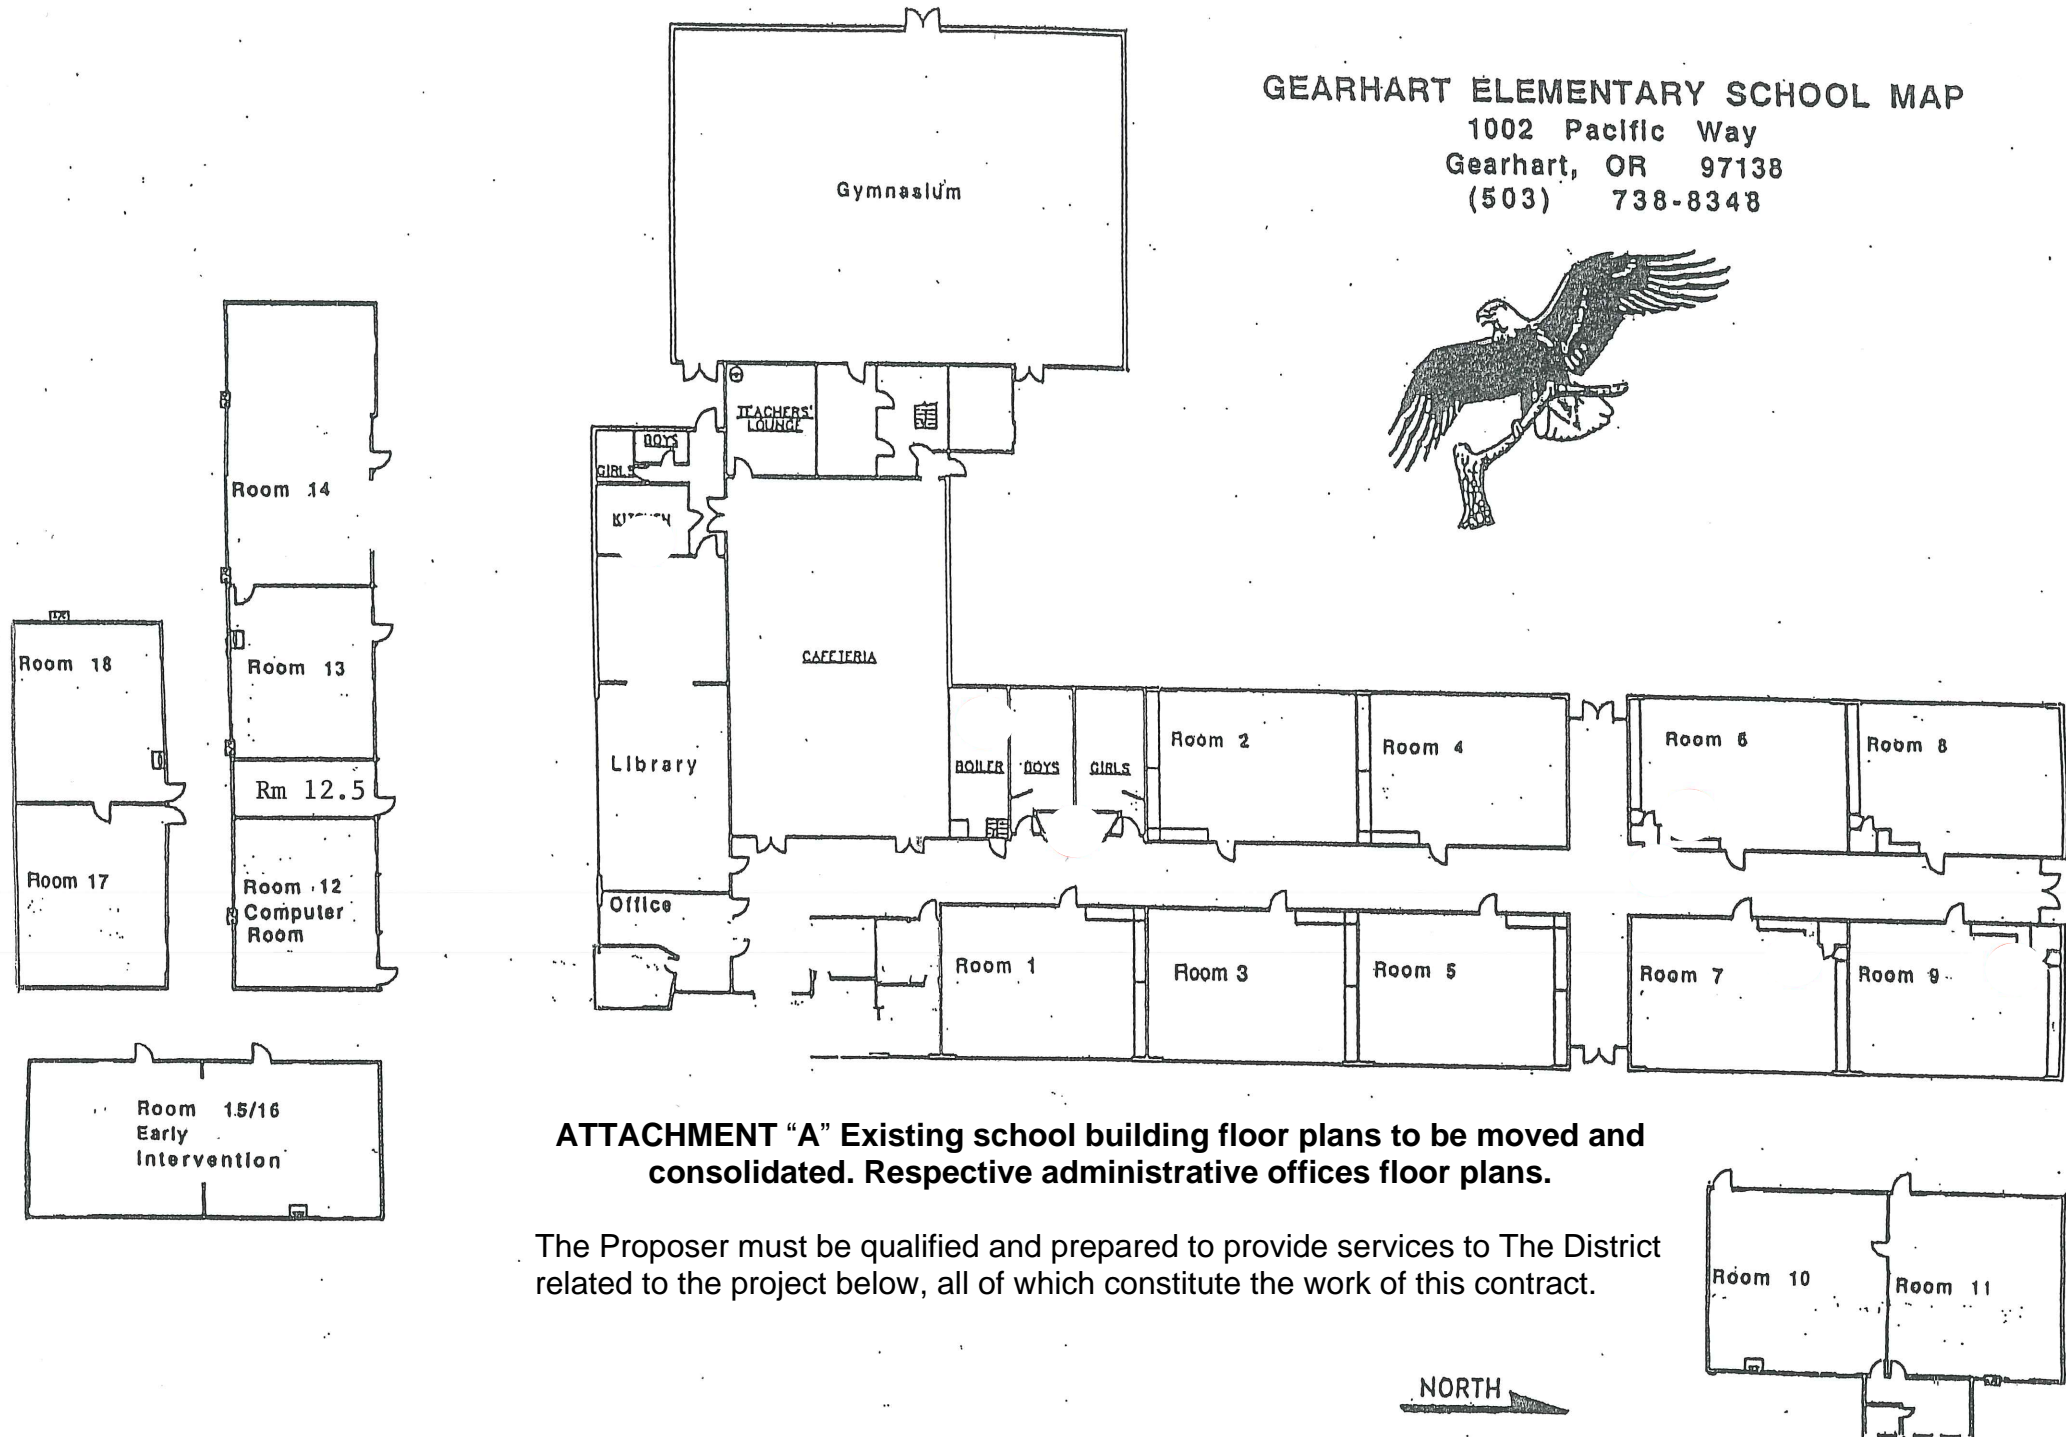 GEARHART ELEMENTARY SCHOOL MAP
1002 Pacific Way
Gearhart, OR 97138
(503) 738-8348
Gymnasium
TEACHERS'
LOUNGE
BOYS
GIRLS
Room 14
Room 18
Room 13
CAFETERIA
Library
Rm 12.5
BOILER
BOYS
GIRLS
Room 2
Room 4
Room 6
Room 8
Room 17
Room 12
Computer
Room
Office
Room 1
Room 3
Room 5
Room 7
Room 9
Room 15/16
Early
Intervention
ATTACHMENT “A” Existing school building floor plans to be moved and
consolidated. Respective administrative offices floor plans.
The Proposer must be qualified and prepared to provide services to The District
related to the project below, all of which constitute the work of this contract.
Room 10
Room 11
NORTH